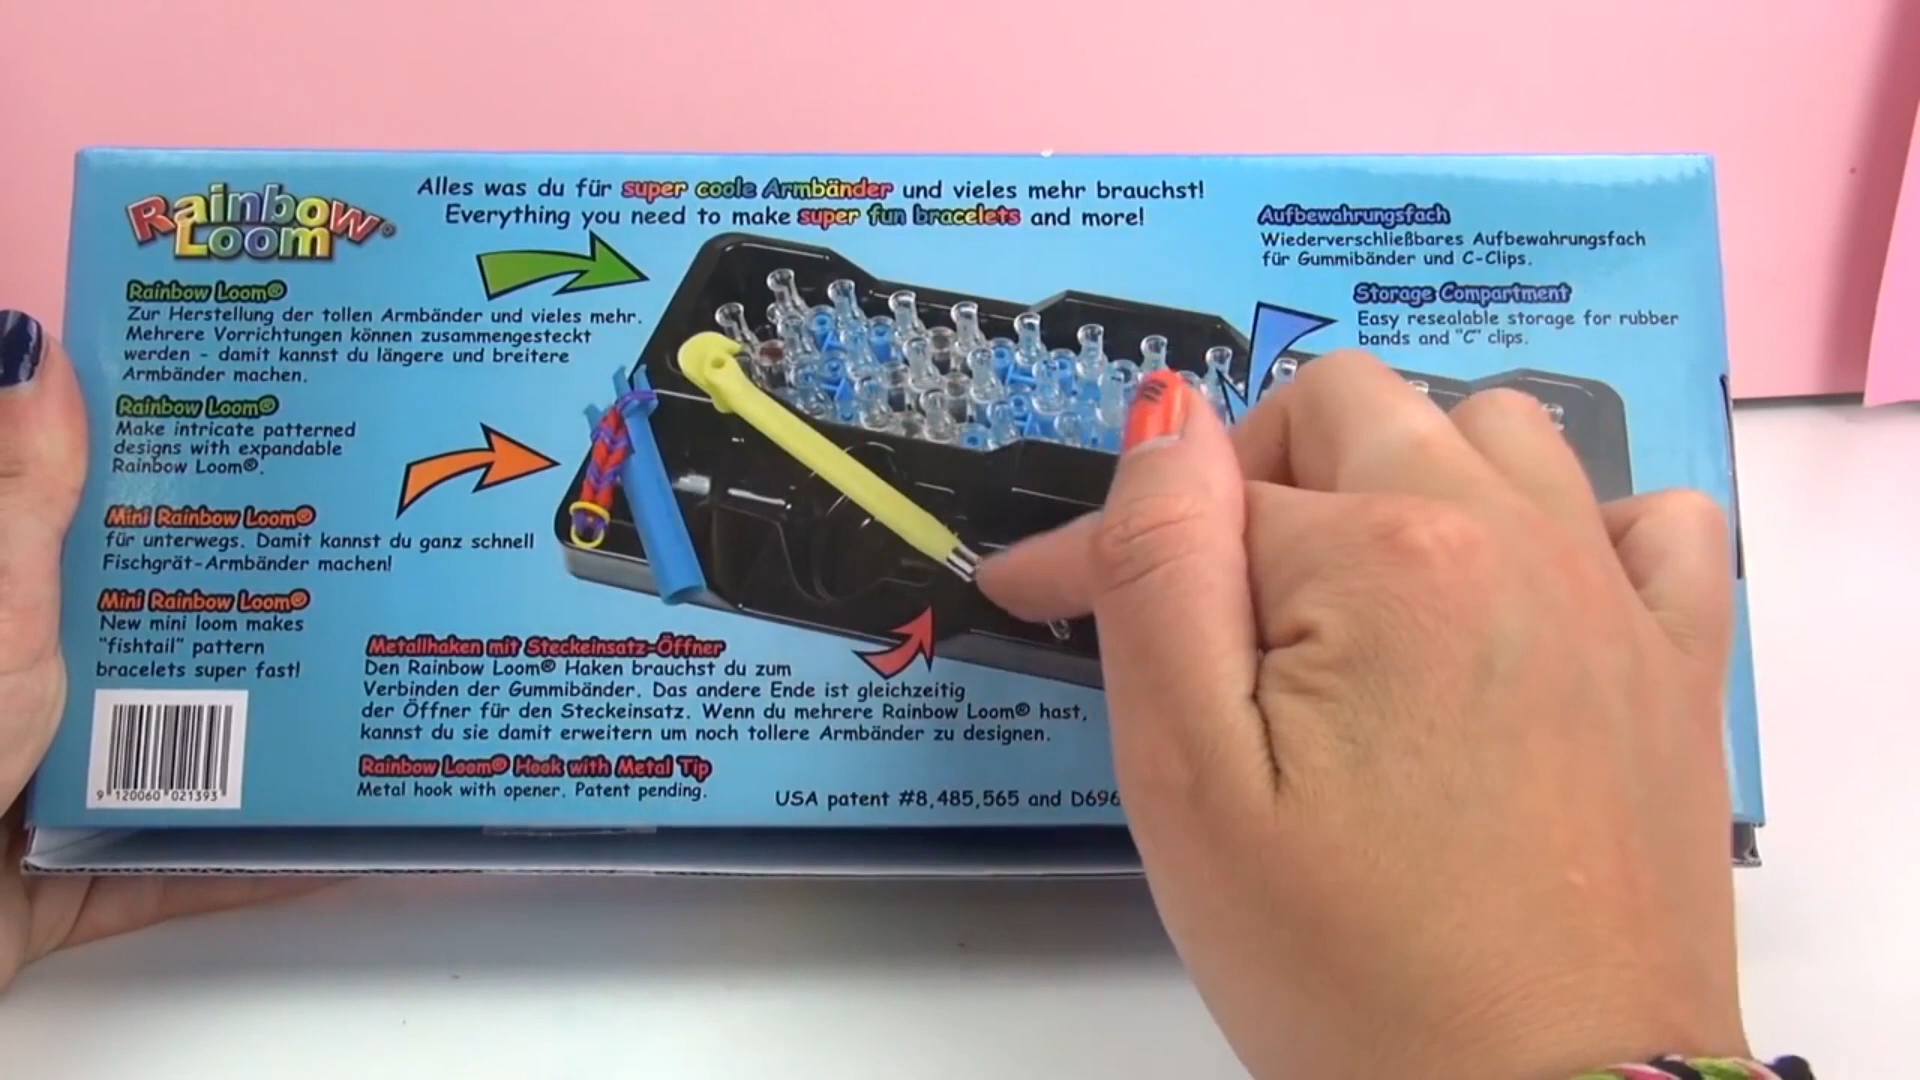 Rainbow
Loom®
Alles was du für super coole Armbänder und vieles mehr brauchst!
Everything you need to make super fun bracelets and more!
Rainbow Loom®
Zur Herstellung der tollen Armbänder und vieles mehr.
Mehrere Vorrichtungen können zusammengesteckt
werden - damit kannst du längere und breitere
Armbänder machen.
Rainbow Loom®
Make intricate patterned
designs with expandable
Rainbow Loom®.
Mini Rainbow Loom®
für unterwegs. Damit kannst du ganz schnell
Fischgrät-Armbänder machen!
Mini Rainbow Loom®
New mini loom makes
"fishtail" pattern
bracelets super fast!
9 120060 021393
Aufbewahrungsfach
Wiederverschließbares Aufbewahrungsfach
für Gummibänder und C-Clips.
Storage Compartment
Easy resealable storage for rubber
bands and "C" clips.
Metallhaken mit Steckeinsatz-Öffner
Den Rainbow Loom® Haken brauchst du zum
Verbinden der Gummibänder. Das andere Ende ist gleichzeitig
der Öffner für den Steckeinsatz. Wenn du mehrere Rainbow Loom® hast,
kannst du sie damit erweitern um noch tollere Armbänder zu designen.
Rainbow Loom® Hook with Metal Tip
Metal hook with opener. Patent pending.
USA patent #8,485,565 and D696